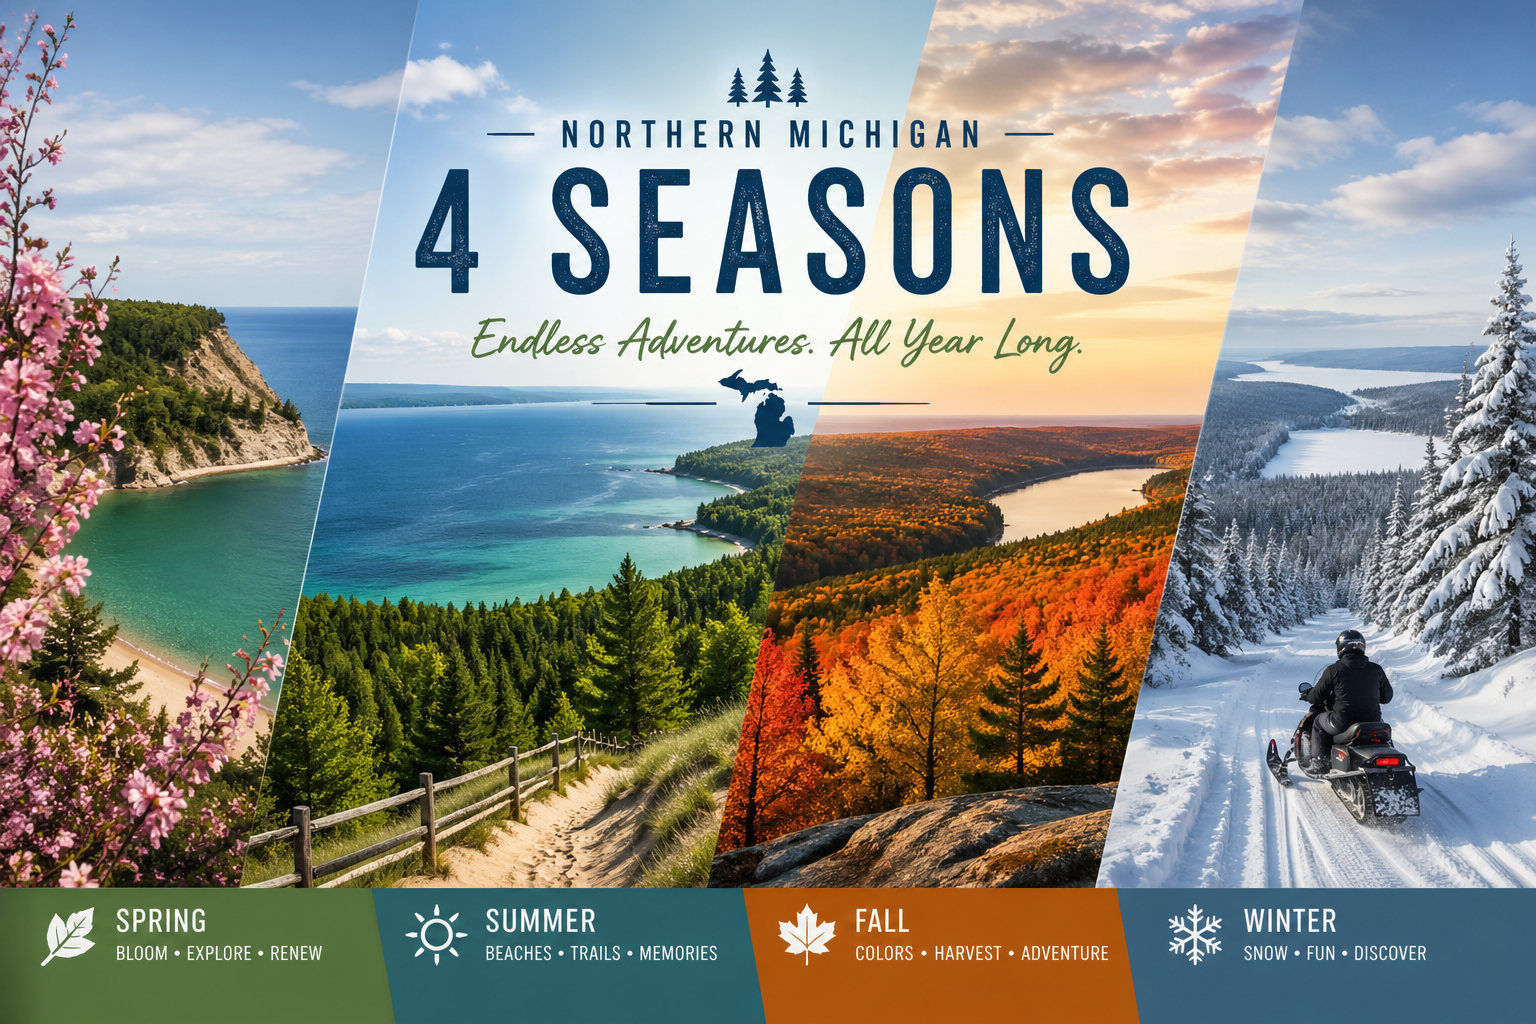 NORTHERN MICHIGAN
4 SEASONS
Endless Adventures. All Year Long.
SPRING
BLOOM • EXPLORE • RENEW
SUMMER
BEACHES • TRAILS • MEMORIES
FALL
COLORS • HARVEST • ADVENTURE
WINTER
SNOW • FUN • DISCOVER